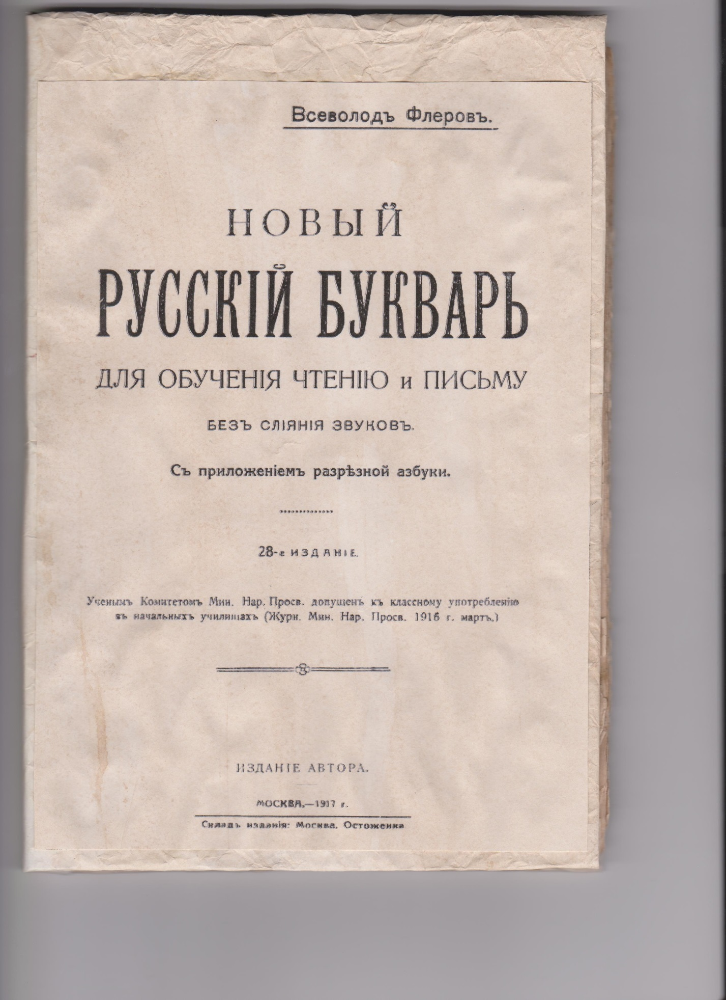 Всеволодъ Флеровъ.
НОВЫЙ
РУССКІЙ БУКВАРЬ
ДЛЯ ОБУЧЕНІЯ ЧТЕНІЮ и ПИСЬМУ
БЕЗЪ СЛІЯНІЯ ЗВУКОВЪ.
Съ приложеніемъ разрѣзной азбуки.
28-е ИЗДАНІЕ.
Ученымъ Комитетомъ Мин. Нар. Просв. допущенъ къ классному употребленію
въ начальныхъ училищахъ (Журн. Мин. Нар. Просв. 1916 г. мартъ.)
ИЗДАНІЕ АВТОРА.
МОСКВА.—1917 г.
Складъ изданія: Москва. Остоженка